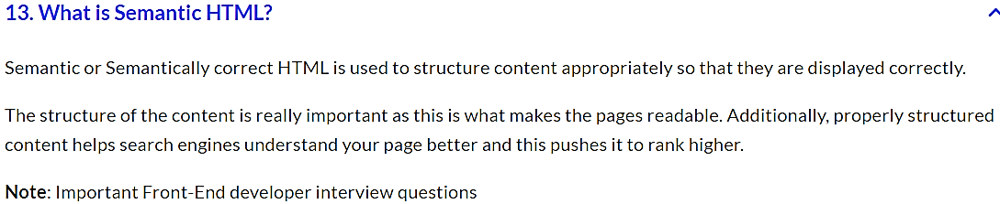 13. What is Semantic HTML?
Semantic or Semantically correct HTML is used to structure content appropriately so that they are displayed correctly.
The structure of the content is really important as this is what makes the pages readable. Additionally, properly structured
content helps search engines understand your page better and this pushes it to rank higher.
Note: Important Front-End developer interview questions